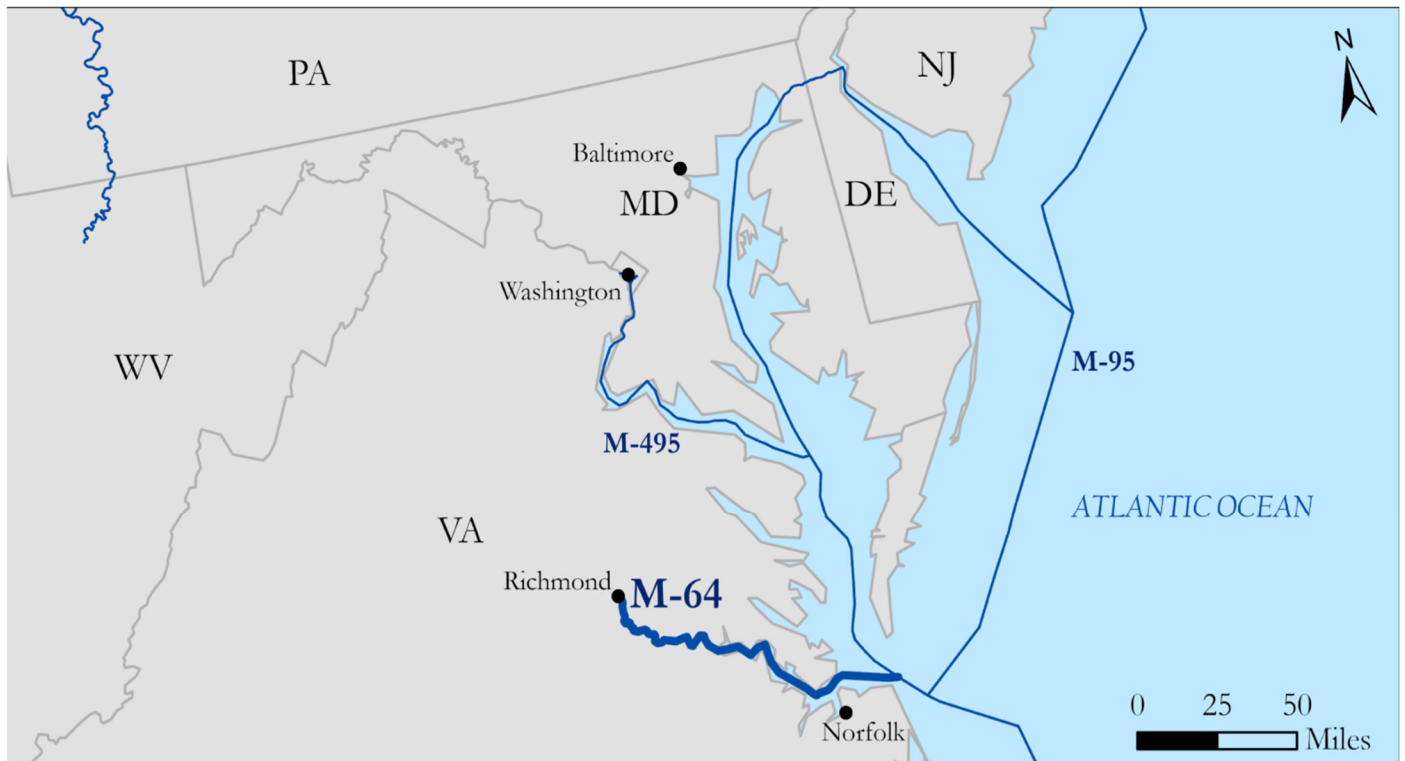 N
PA
NJ
Baltimore
MD
DE
Washington
WV
M-95
M-495
ATLANTIC OCEAN
VA
Richmond
M-64
0 25 50
Miles
Norfolk